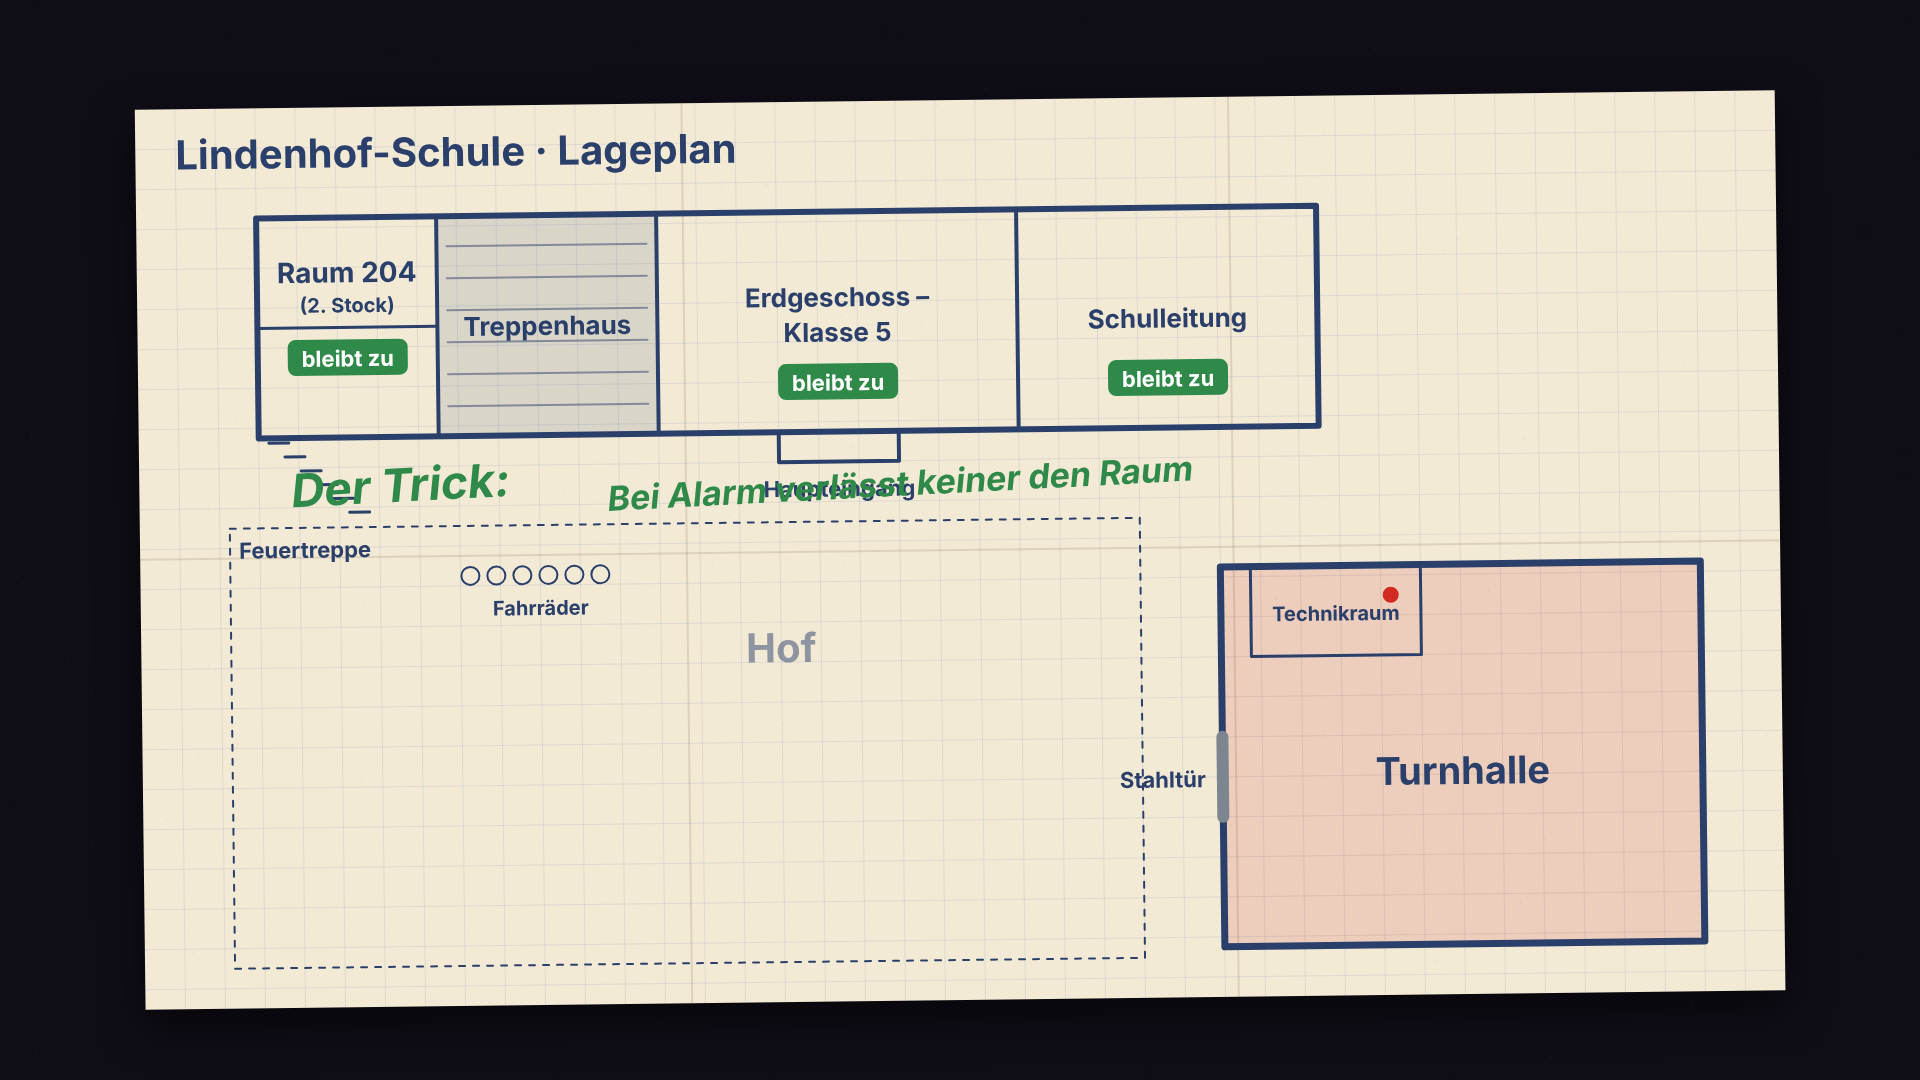 Lindenhof-Schule · Lageplan
Raum 204
(2. Stock)
bleibt zu
Treppenhaus
Erdgeschoss –
Klasse 5
bleibt zu
Schulleitung
bleibt zu
Der Trick:
Bei Alarm verlässt keiner den Raum
Haupteingang
Feuertreppe
Fahrräder
Hof
Technikraum
Stahltür
Turnhalle